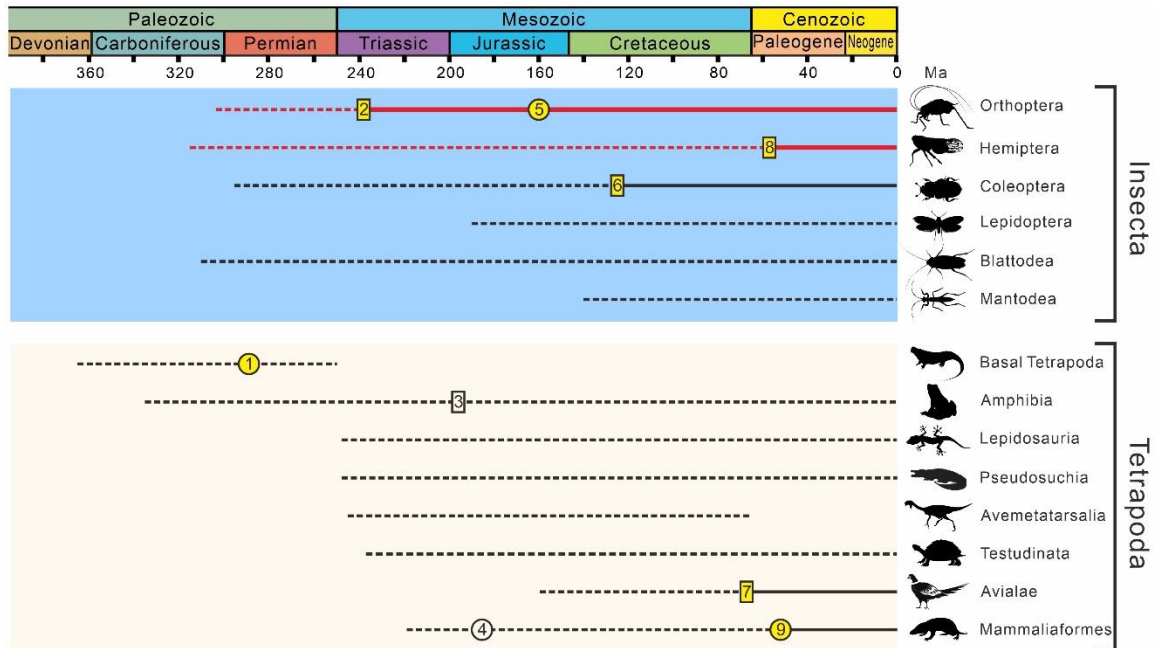 Paleozoic Mesozoic Cenozoic
Devonian Carboniferous Permian Triassic Jurassic Cretaceous Paleogene Neogene
360 320 280 240 200 160 120 80 40 0 Ma
2 5 Orthoptera
8 Hemiptera
6 Coleoptera
Lepidoptera
Blattodea
Mantodea
Insecta
1 Basal Tetrapoda
3 Amphibia
Lepidosauria
Pseudosuchia
Avemetatarsalia
Testudinata
7 Avialae
4 9 Mammaliaformes
Tetrapoda